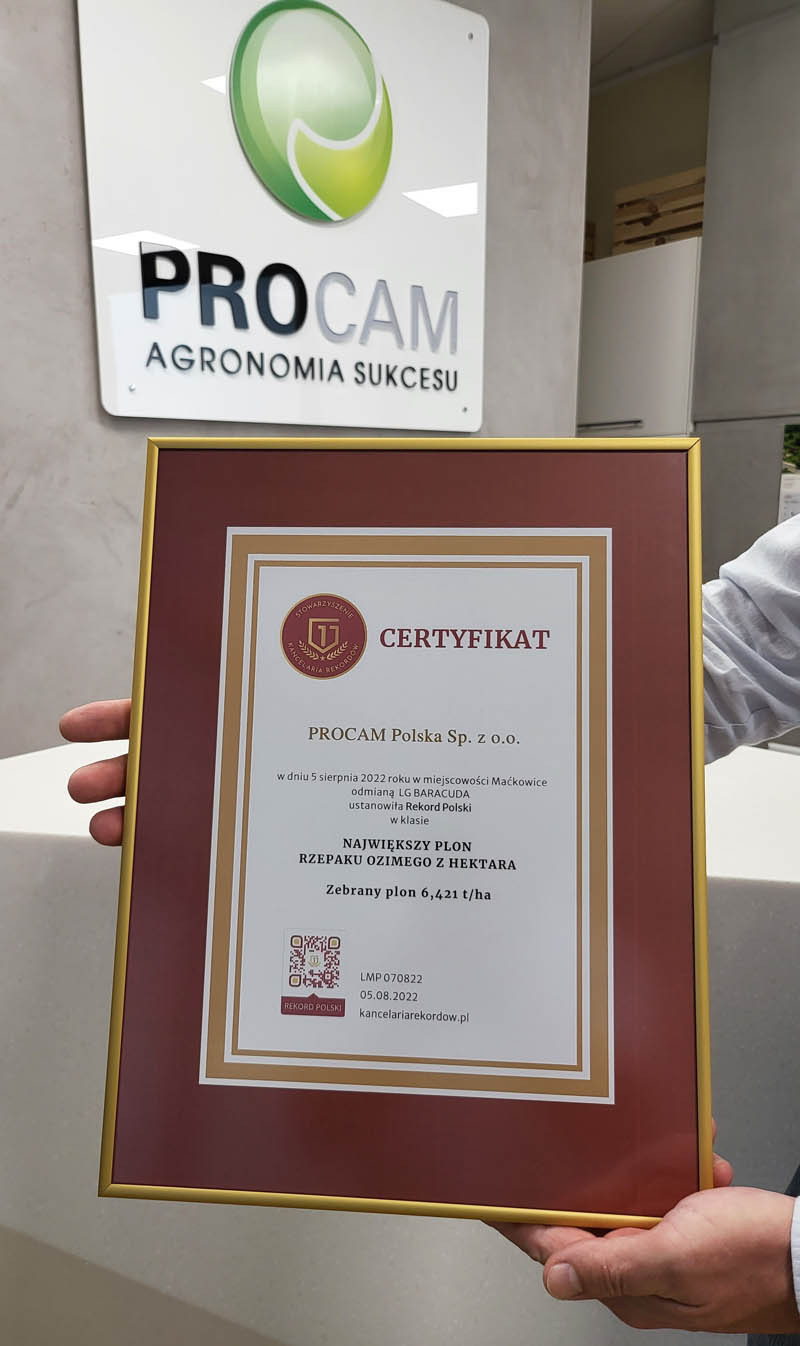 PROCAM
AGRONOMIA SUKCESU
STOWARZYSZENIE
KANCELARIA REKORDÓW
CERTYFIKAT
PROCAM Polska Sp. z o.o.
w dniu 5 sierpnia 2022 roku w miejscowości Maćkowice
odmianą LG BARACUDA
ustanowiła Rekord Polski
w klasie
NAJWIĘKSZY PLON
RZEPAKU OZIMEGO Z HEKTARA
Zebrany plon 6,421 t/ha
LMP 070822
05.08.2022
kancelariarekordow.pl
REKORD POLSKI